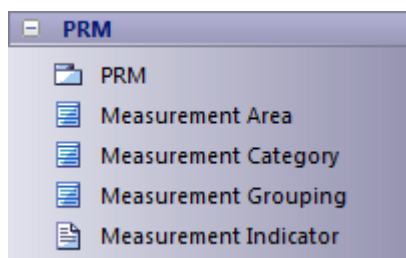 PRM
PRM
Measurement Area
Measurement Category
Measurement Grouping
Measurement Indicator